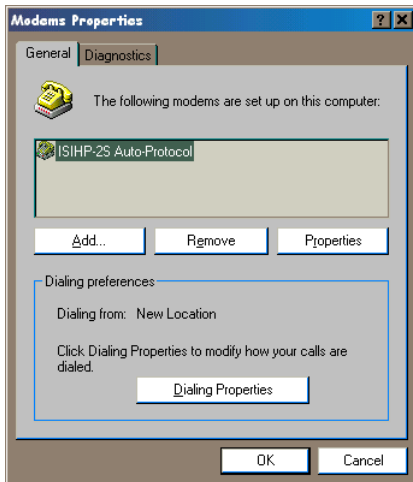 Modems Properties
General
Diagnostics
The following modems are set up on this computer:
ISIHP-2S Auto-Protocol
Add...
Remove
Properties
Dialing preferences
Dialing from: New Location
Click Dialing Properties to modify how your calls are
dialed.
Dialing Properties
OK
Cancel